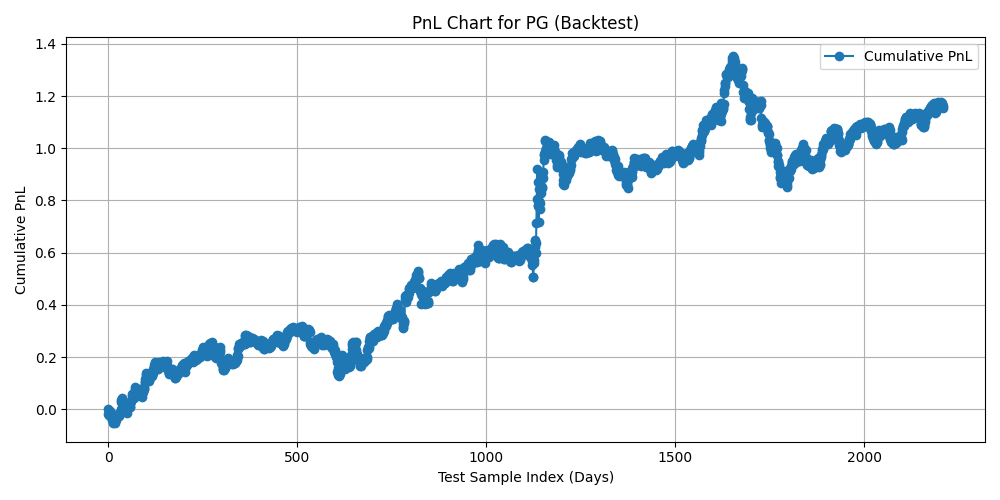 PnL Chart for PG (Backtest)
Cumulative PnL
1.4
1.2
1.0
0.8
0.6
0.4
0.2
0.0
Cumulative PnL
0 500 1000 1500 2000
Test Sample Index (Days)